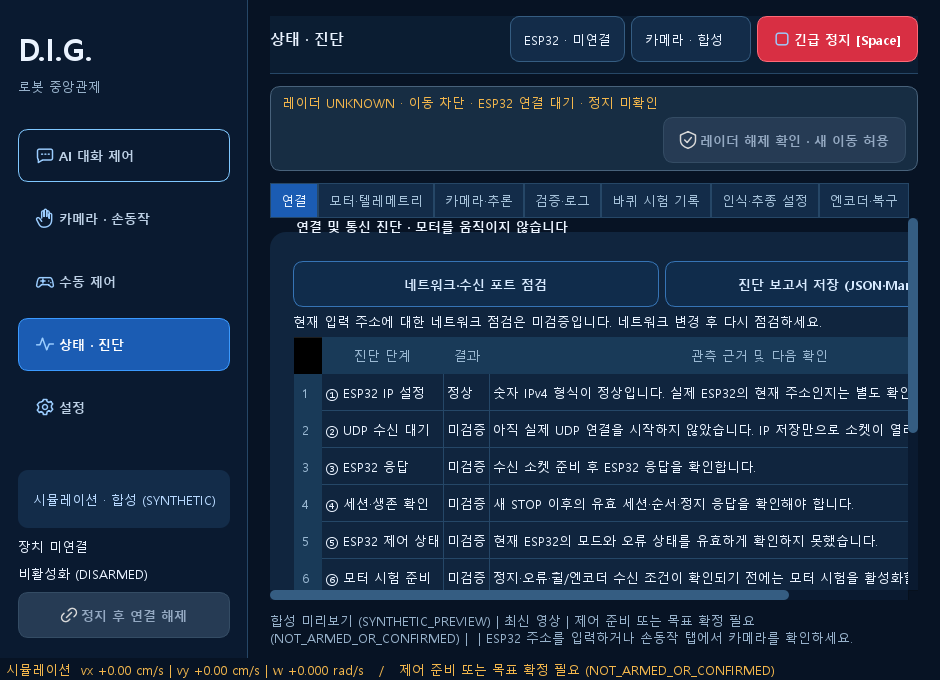 D.I.G.
로봇 중앙관제
AI 대화 제어
카메라 · 손동작
수동 제어
상태 · 진단
설정
시뮬레이션 · 합성 (SYNTHETIC)
장치 미연결
비활성화 (DISARMED)
정지 후 연결 해제
상태 · 진단
ESP32 · 미연결
카메라 · 합성
긴급 정지 [Space]
레이더 UNKNOWN · 이동 차단 · ESP32 연결 대기 · 정지 미확인
레이더 해제 확인 · 새 이동 허용
연결 모터·텔레메트리 카메라·추론 검증·로그 바퀴 시험 기록 인식·추종 설정 엔코더·복구
연결 및 통신 진단 · 모터를 움직이지 않습니다
네트워크·수신 포트 점검
진단 보고서 저장 (JSON·Mar
현재 입력 주소에 대한 네트워크 점검은 미검증입니다. 네트워크 변경 후 다시 점검하세요.
진단 단계 결과 관측 근거 및 다음 확인
1 ① ESP32 IP 설정 정상 숫자 IPv4 형식이 정상입니다. 실제 ESP32의 현재 주소인지는 별도 확인
2 ② UDP 수신 대기 미검증 아직 실제 UDP 연결을 시작하지 않았습니다. IP 저장만으로 소켓이
3 ③ ESP32 응답 미검증 수신 소켓 준비 후 ESP32 응답을 확인합니다.
4 ④ 세션·생존 확인 미검증 새 STOP 이후의 유효 세션·순서·정지 응답을 확인해야 합니다.
5 ⑤ ESP32 제어 상태 미검증 현재 ESP32의 모드와 오류 상태를 유효하게 확인하지 못했습니다.
6 ⑥ 모터 시험 준비 미검증 정지·오류·휠/엔코더 수신 조건이 확인되기 전에는 모터 시험을
합성 미리보기 (SYNTHETIC_PREVIEW) | 최신 영상 | 제어 준비 또는 목표 확정 필요
(NOT_ARMED_OR_CONFIRMED) | | ESP32 주소를 입력하거나 손동작 탭에서 카메라를 확인하세요.
시뮬레이션 vx +0.00 cm/s | vy +0.00 cm/s | w +0.000 rad/s / 제어 준비 또는 목표 확정 필요 (NOT_ARMED_OR_CONFIRMED)